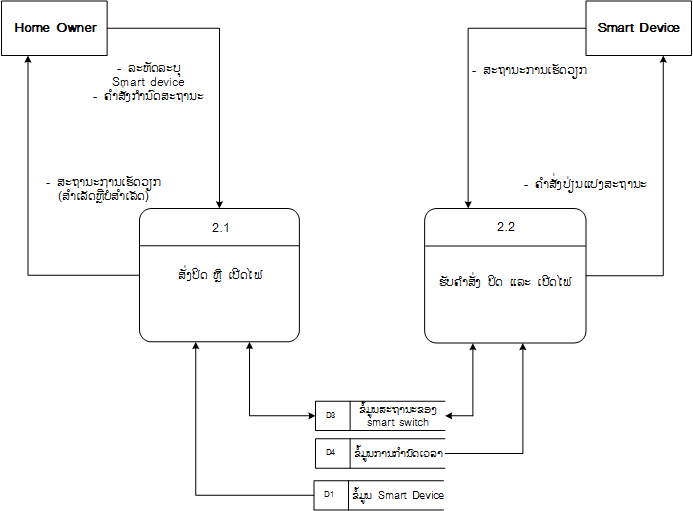 Home Owner
Smart Device
- ລະຫັດລະບຸ
Smart device
- ຄຳສັ່ງກຳນົດສະຖານະ
- ສະຖານະການເຮັດວຽກ
- ສະຖານະການເຮັດວຽກ
(ສຳເລັດຫຼືບໍ່ສຳເລັດ)
- ຄຳສັ່ງປ່ຽນແປງສະຖານະ
2.1
ສັ່ງປິດ ຫຼື ເປີດໄຟ
2.2
ຮັບຄຳສັ່ງ ປິດ ແລະ ເປີດໄຟ
D3
ຂໍ້ມູນສະຖານະຂອງ
smart switch
D4
ຂໍ້ມູນການກຳນົດເວລາ
D1
ຂໍ້ມູນ Smart Device